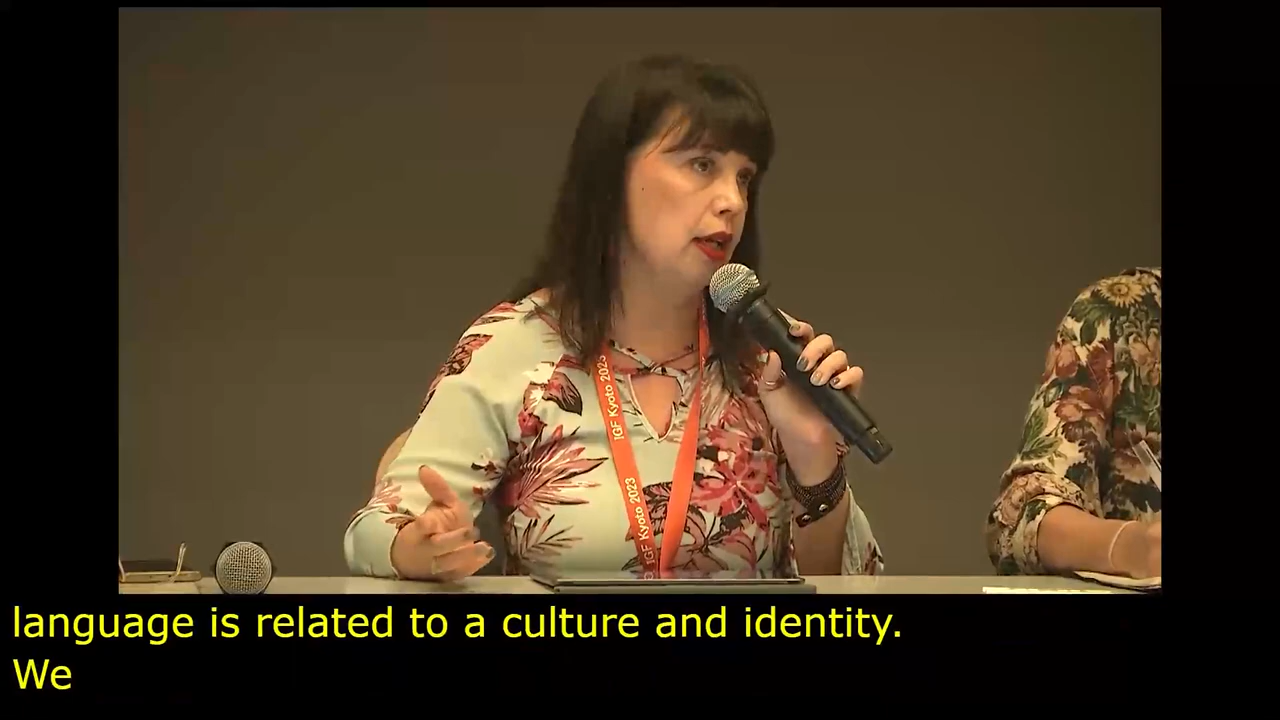 IGF Kyoto 2023
IGF Kyoto 2023
language is related to a culture and identity.
We